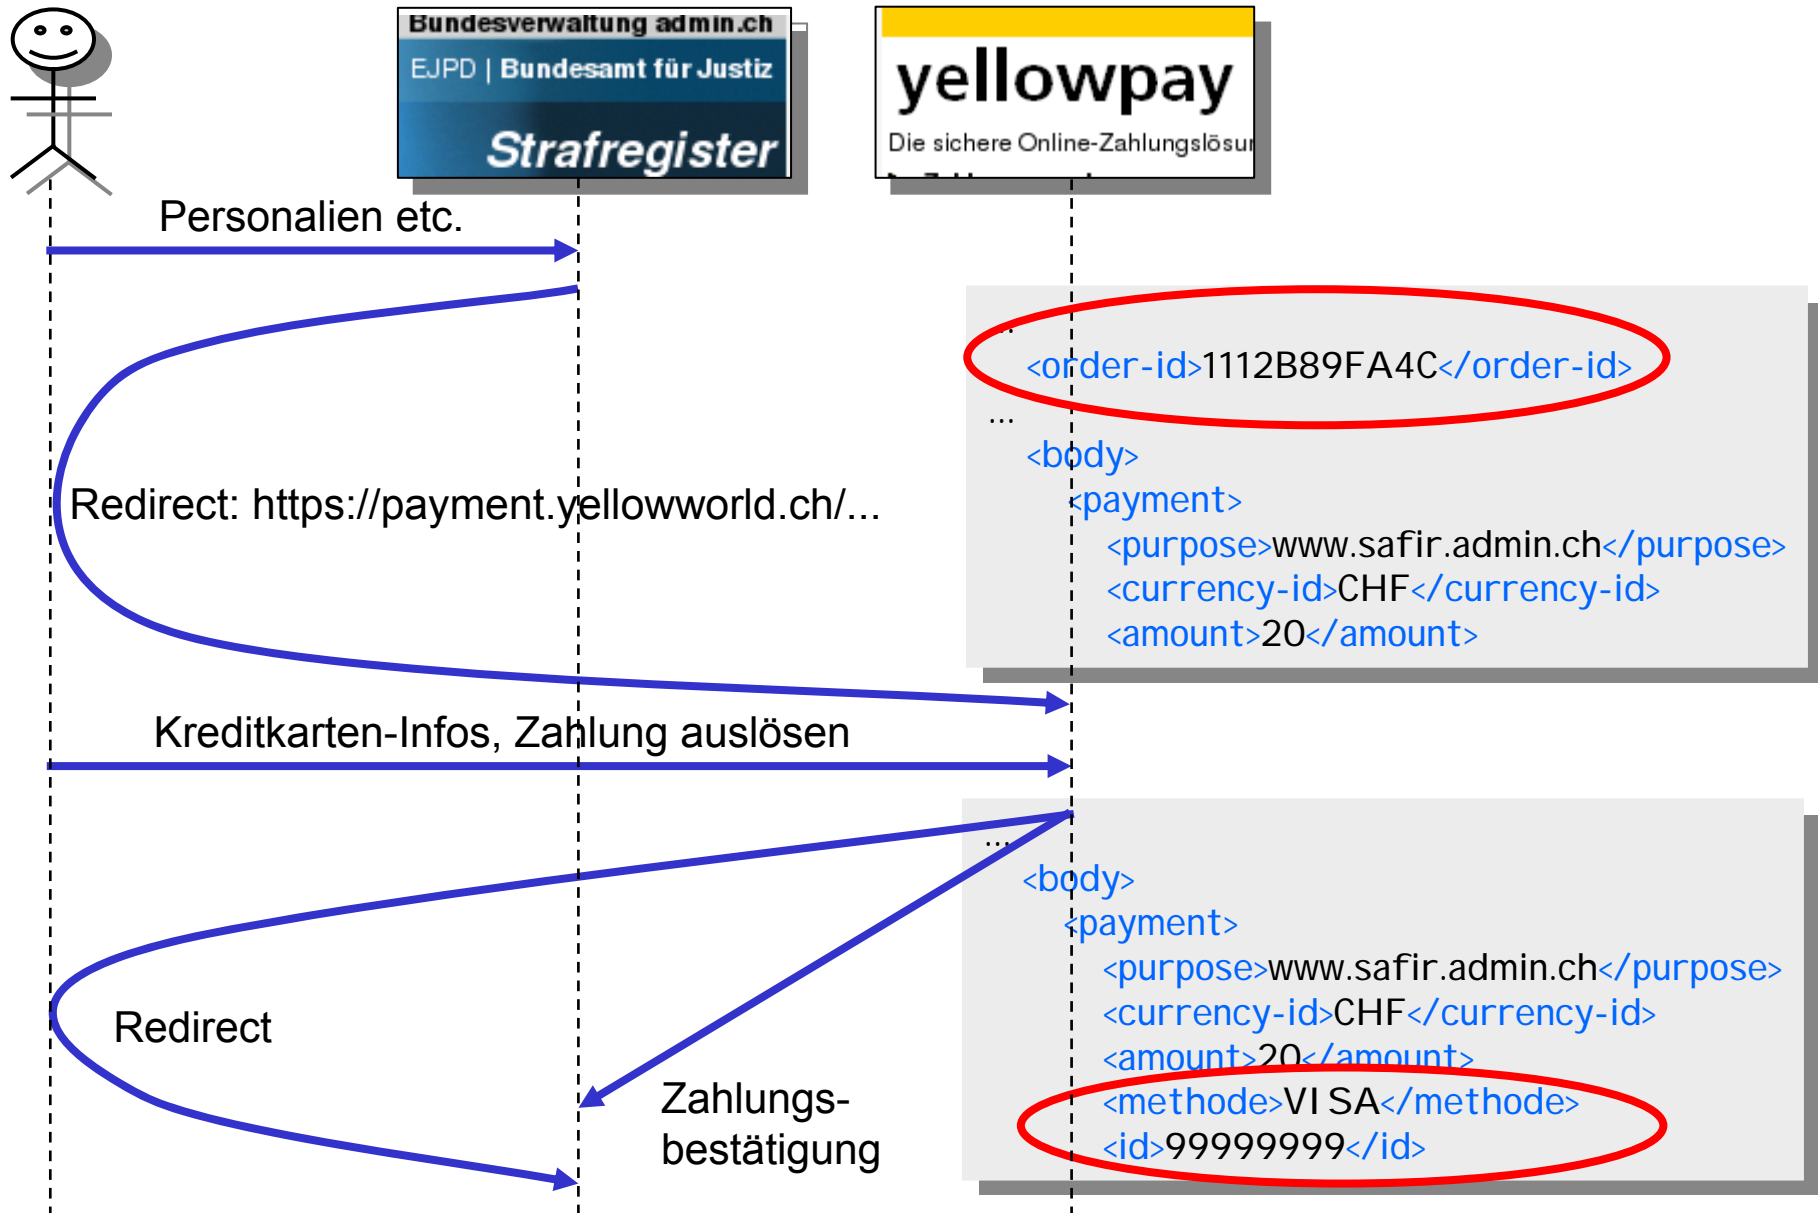 Bundesverwaltung admin.ch
EJPD | Bundesamt für Justiz
Strafregister
yellowpay
Die sichere Online-Zahlungslösun
Personalien etc.
...
<order-id>1112B89FA4C</order-id>
...
<body>
<payment>
<purpose>www.safir.admin.ch</purpose>
<currency-id>CHF</currency-id>
<amount>20</amount>
Redirect: https://payment.yellowworld.ch/...
Kreditkarten-Infos, Zahlung auslösen
...
<body>
<payment>
<purpose>www.safir.admin.ch</purpose>
<currency-id>CHF</currency-id>
<amount>20</amount>
<methode>VISA</methode>
<id>99999999</id>
Redirect
Zahlungs-
bestätigung